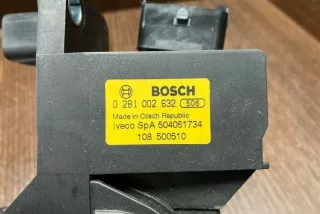 BOSCH
0 281 002 632 506
Made in Czech Republic
Iveco SpA 504061734
108 500510